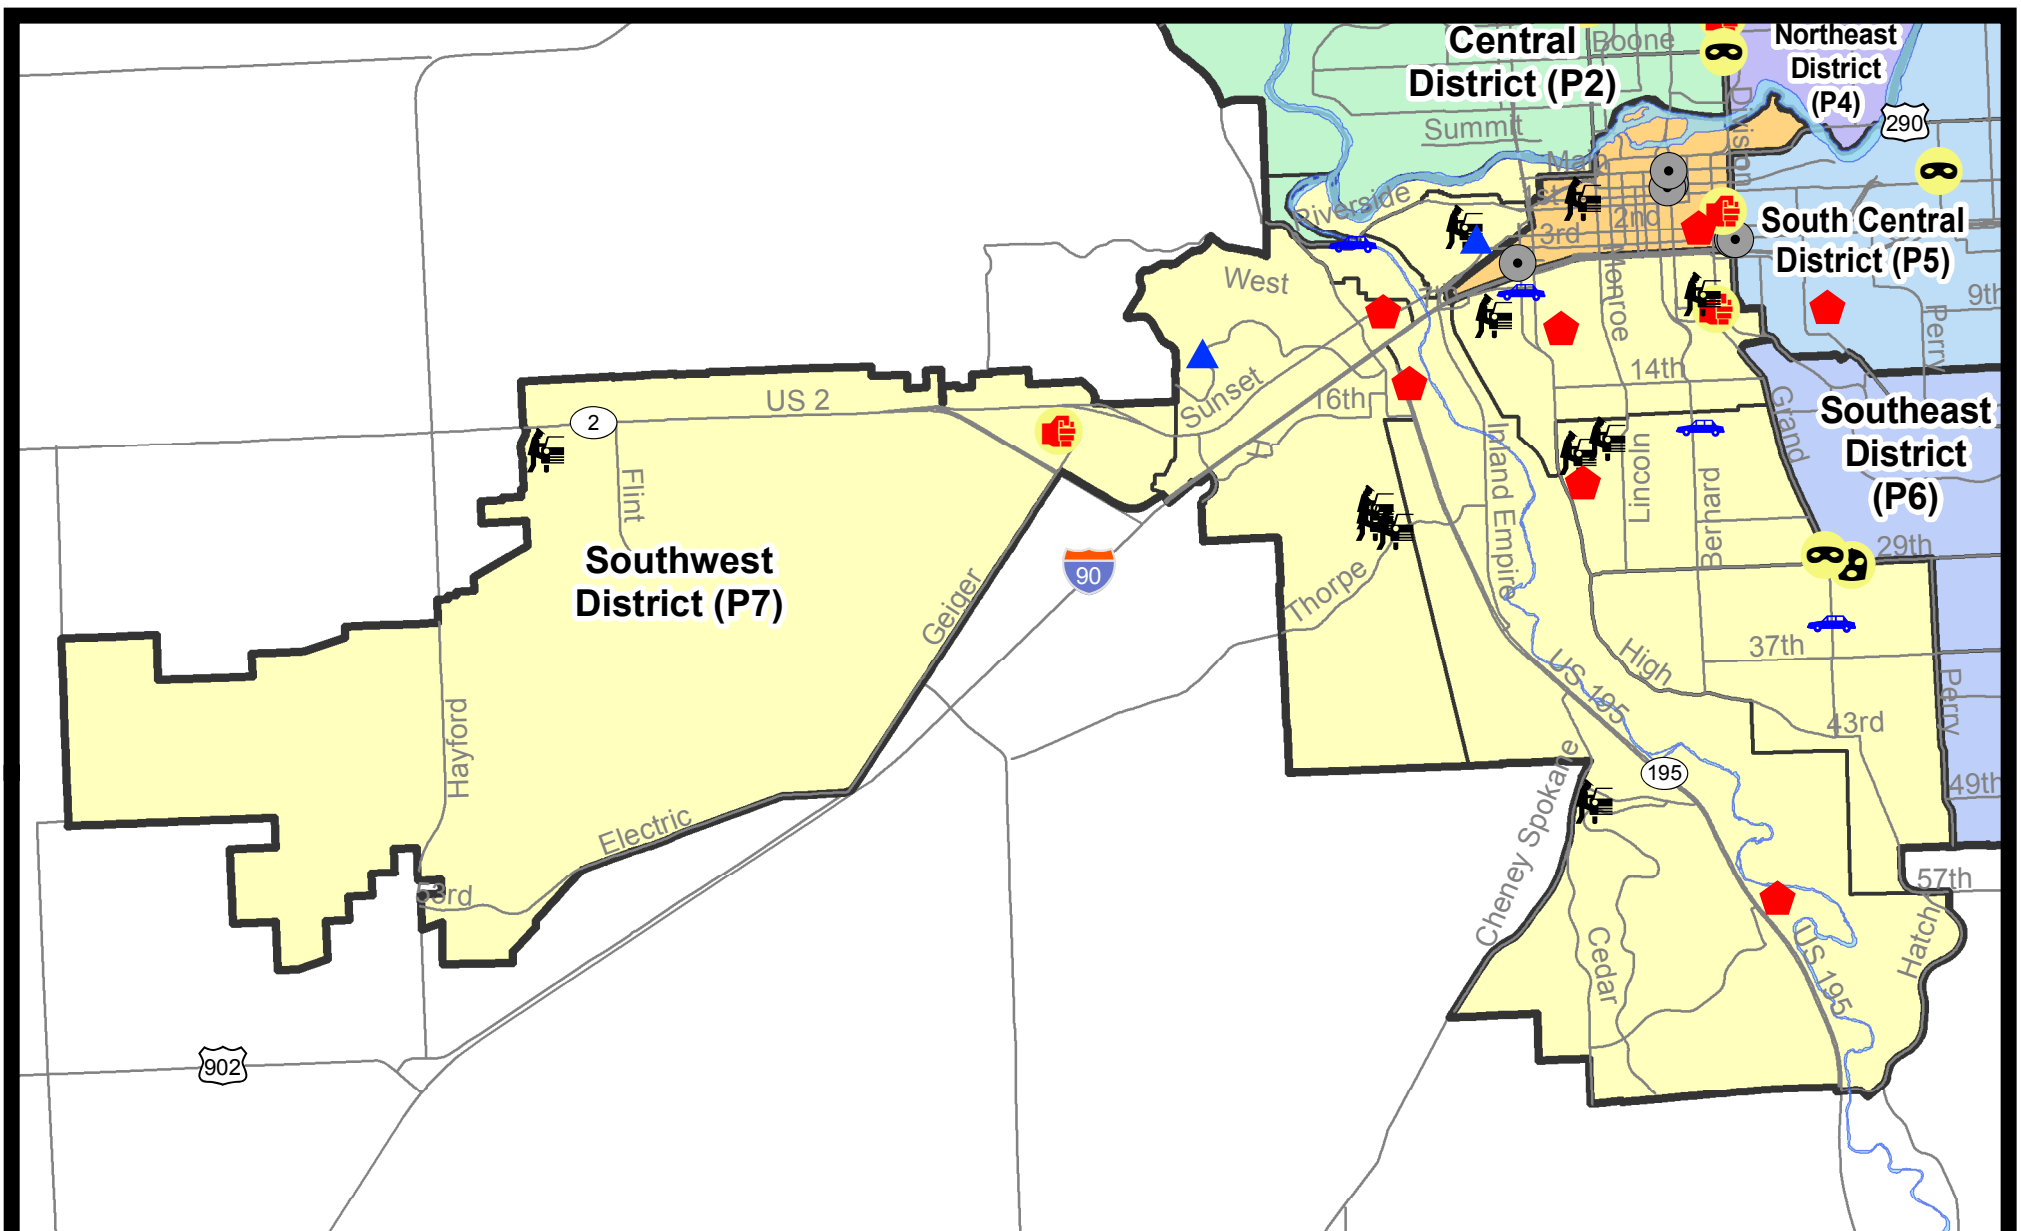 Central
District (P2)
Boone
Northeast
District
(P4)
290
Division
Summit
Main
Riverside
1st
2nd
3rd
South Central
District (P5)
West
7th
Monroe
9th
Perry
14th
US 2
2
Sunset
16th
Grand
Southeast
District
(P6)
Flint
Inland Empire
Lincoln
Bernard
29th
Southwest
District (P7)
90
Geiger
Thorpe
High
37th
US 195
Perry
43rd
Hayford
195
49th
Electric
Cheney Spokane
53rd
57th
Cedar
US 195
Hatch
902